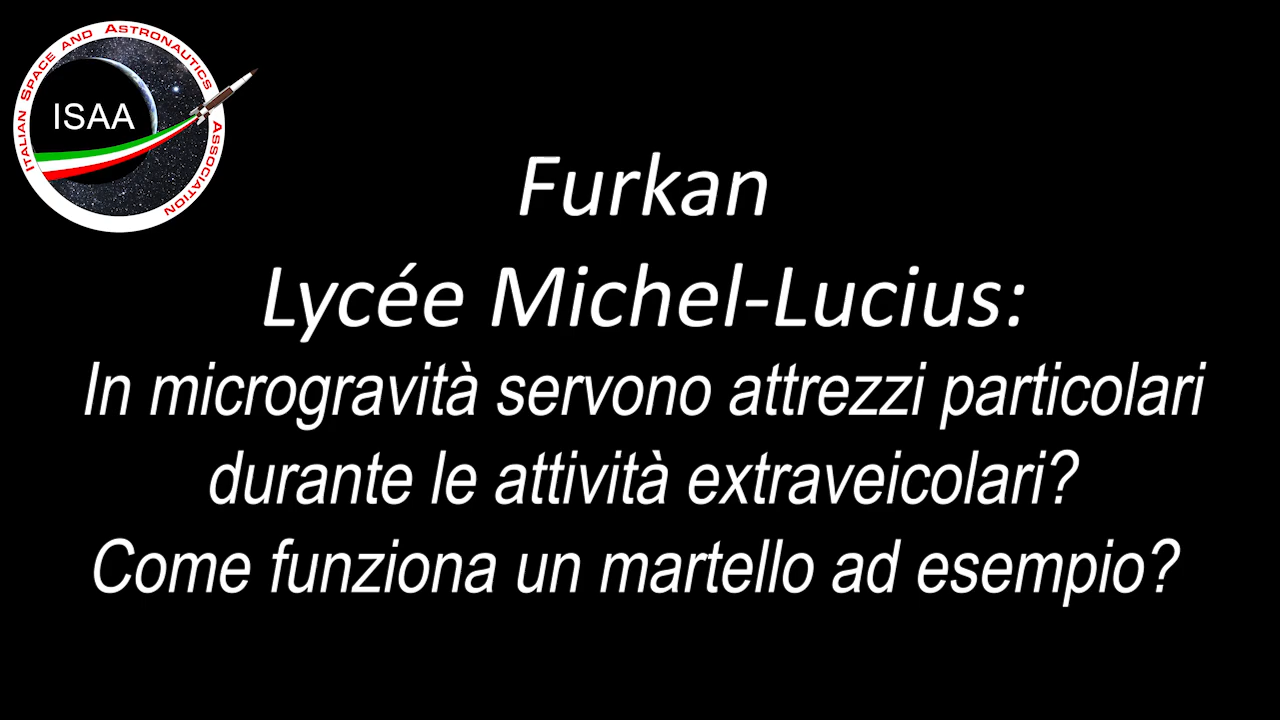 ITALIAN SPACE AND ASTRONAUTICS ASSOCIATION
ISAA
Furkan
Lycée Michel-Lucius:
In microgravità servono attrezzi particolari
durante le attività extraveicolari?
Come funziona un martello ad esempio?